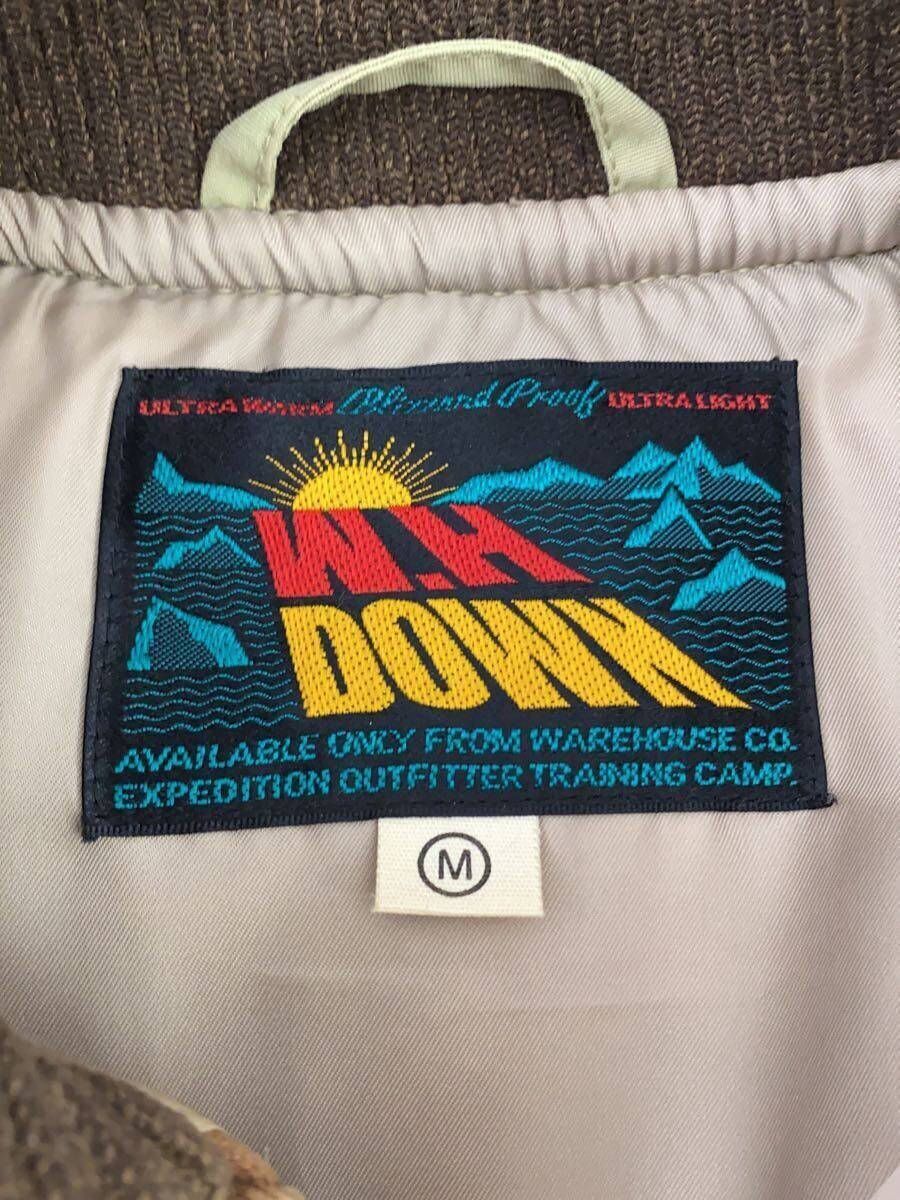 ULTRA WARM Blizzard Proof ULTRA LIGHT
W.H
DOWN
AVAILABLE ONLY FROM WAREHOUSE CO.
EXPEDITION OUTFITTER TRAINING CAMP.
M